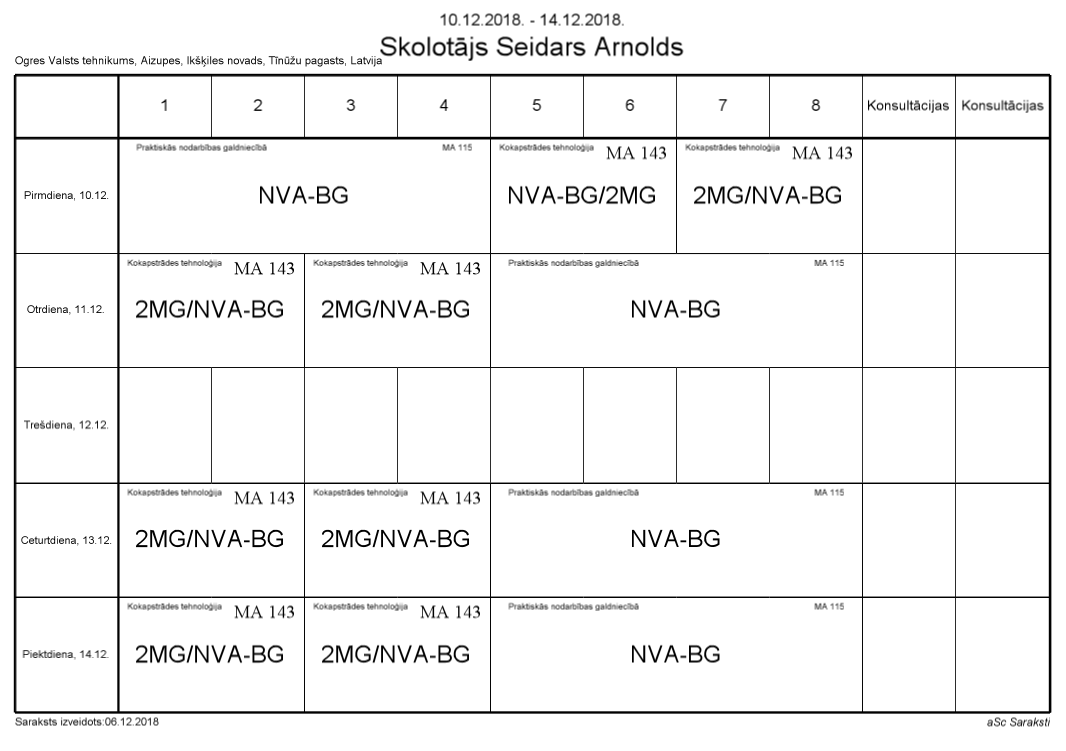 10.12.2018. - 14.12.2018.
Skolotājs Seidars Arnolds
Ogres Valsts tehnikums, Aizupes, Ikšķiles novads, Tīnūžu pagasts, Latvija
1 2 3 4 5 6 7 8 Konsultācijas Konsultācijas
Praktiskās nodarbības galdniecībā MA 115 Kokapstrādes tehnoloģija MA 143 Kokapstrādes tehnoloģija MA 143
Pirmdiena, 10.12. NVA-BG NVA-BG/2MG 2MG/NVA-BG
Kokapstrādes tehnoloģija MA 143 Kokapstrādes tehnoloģija MA 143 Praktiskās nodarbības galdniecībā MA 115
Otrdiena, 11.12. 2MG/NVA-BG 2MG/NVA-BG NVA-BG
Trešdiena, 12.12.
Kokapstrādes tehnoloģija MA 143 Kokapstrādes tehnoloģija MA 143 Praktiskās nodarbības galdniecībā MA 115
Ceturtdiena, 13.12. 2MG/NVA-BG 2MG/NVA-BG NVA-BG
Kokapstrādes tehnoloģija MA 143 Kokapstrādes tehnoloģija MA 143 Praktiskās nodarbības galdniecībā MA 115
Piektdiena, 14.12. 2MG/NVA-BG 2MG/NVA-BG NVA-BG
Saraksts izveidots:06.12.2018 aSc Saraksti